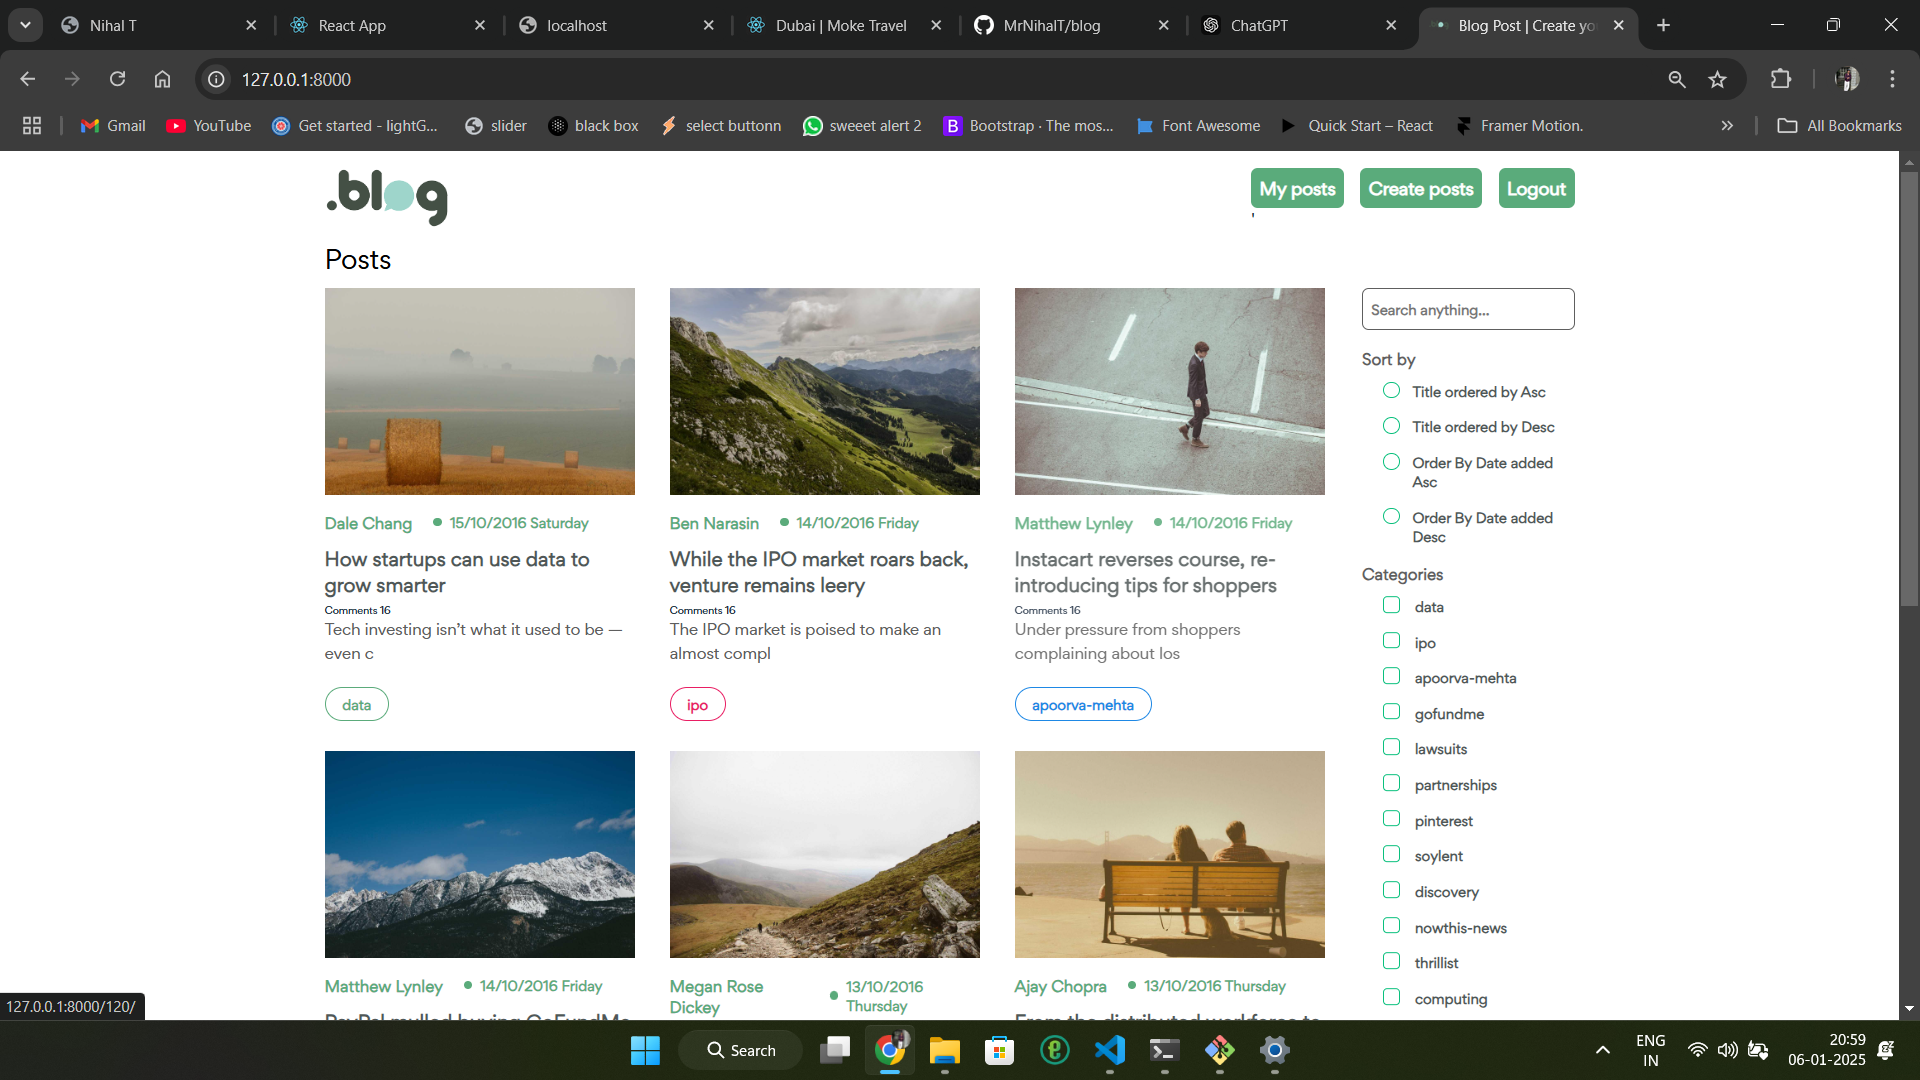 Nihal T
React App
localhost
Dubai | Moke Travel
MrNihalT/blog
ChatGPT
Blog Post | Create yo
127.0.0.1:8000
Gmail
YouTube
Get started - lightG...
slider
black box
select buttonn
sweeet alert 2
Bootstrap · The mos...
Font Awesome
Quick Start – React
Framer Motion.
All Bookmarks
.blog
My posts
Create posts
Logout
'
Posts
Dale Chang
15/10/2016 Saturday
How startups can use data to
grow smarter
Comments 16
Tech investing isn’t what it used to be —
even c
data
Ben Narasin
14/10/2016 Friday
While the IPO market roars back,
venture remains leery
Comments 16
The IPO market is poised to make an
almost compl
ipo
Matthew Lynley
14/10/2016 Friday
Instacart reverses course, re-
introducing tips for shoppers
Comments 16
Under pressure from shoppers
complaining about los
apoorva-mehta
Matthew Lynley
14/10/2016 Friday
PayPal mulled buying GoFundMe
Megan Rose
Dickey
13/10/2016
Thursday
Ajay Chopra
13/10/2016 Thursday
From the distributed workforce to
Search anything...
Sort by
Title ordered by Asc
Title ordered by Desc
Order By Date added
Asc
Order By Date added
Desc
Categories
data
ipo
apoorva-mehta
gofundme
lawsuits
partnerships
pinterest
soylent
discovery
nowthis-news
thrillist
computing
127.0.0.1:8000/120/
Search
ENG
IN
20:59
06-01-2025